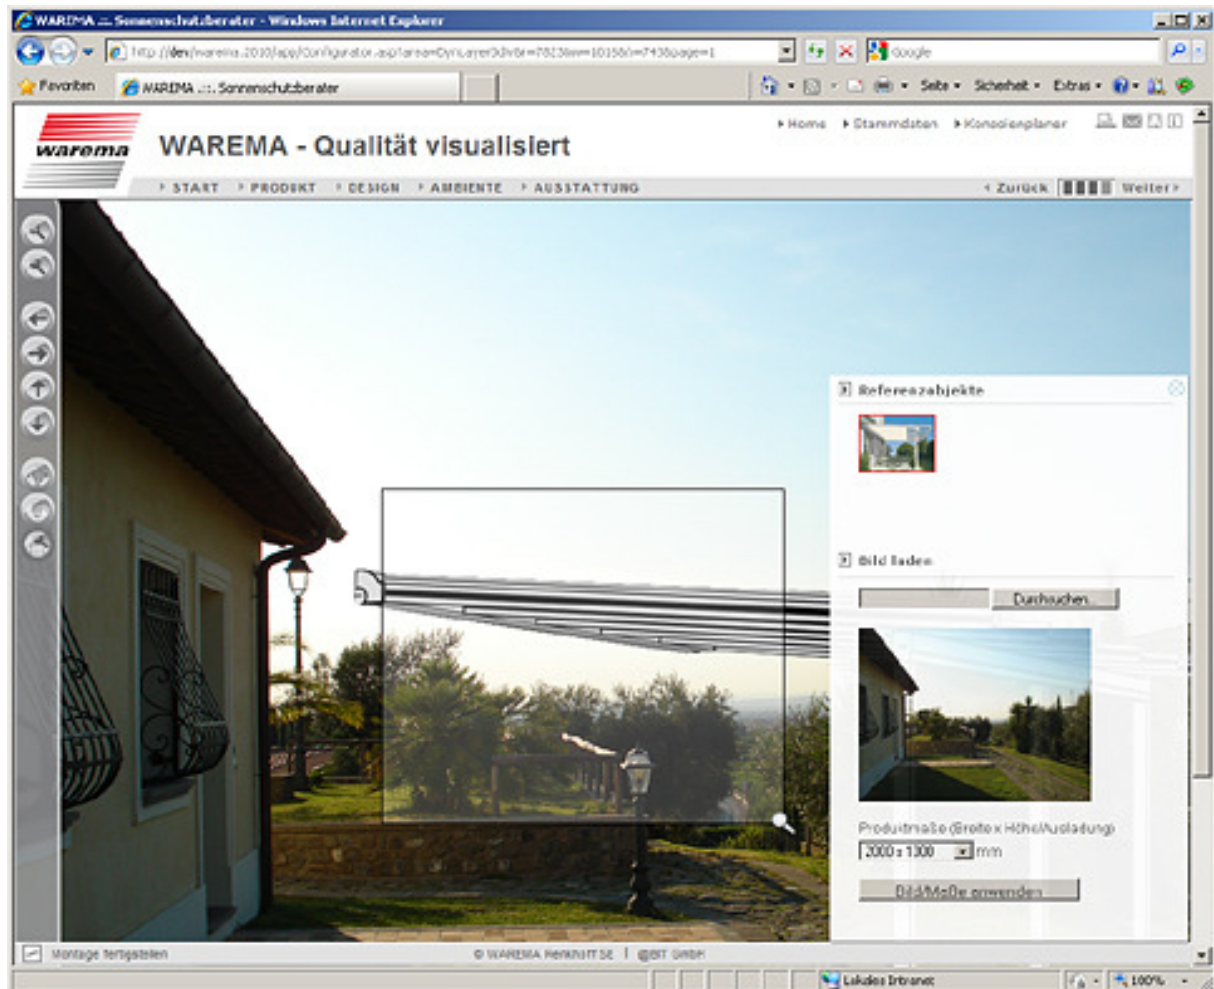 WAREMA .::. Sonnenschutzberater - Windows Internet Explorer
Google
Favoriten WAREMA .::. Sonnenschutzberater Seite Sicherheit Extras
Home Stammdaten Konsolenplaner
warema WAREMA - Qualität visualisiert
START PRODUKT DESIGN AMBIENTE AUSSTATTUNG Zurück Weiter
Referenzobjekte
Bild laden
Durchsuchen...
Produktmaße (Breite x Höhe/Ausladung)
2000 x 1300 mm
Bild/Maße anwenden
Montage fertigstellen © WAREMA Renkhoff SE | @BIT GmbH
Lokales Intranet 100%